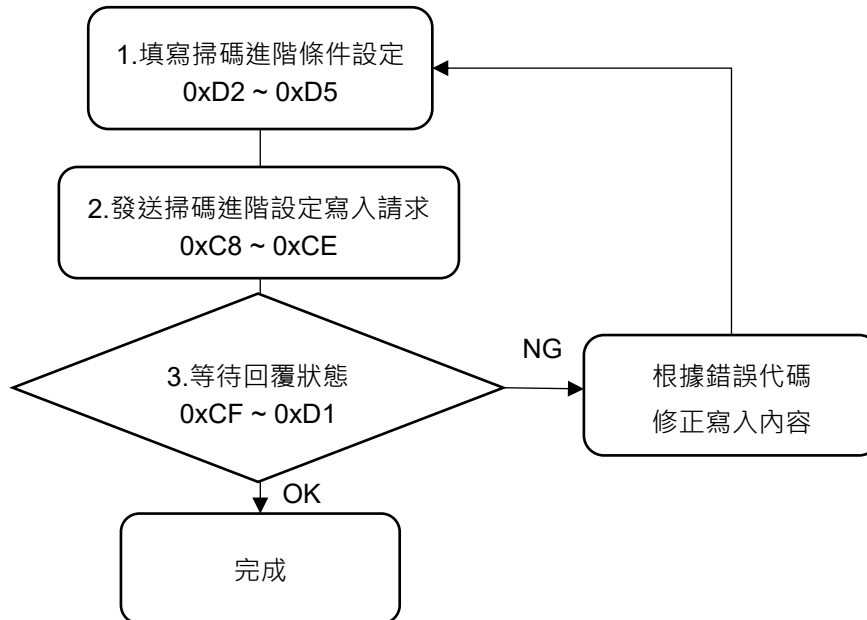 1.填寫掃碼進階條件設定
0xD2 ~ 0xD5
2.發送掃碼進階設定寫入請求
0xC8 ~ 0xCE
3.等待回覆狀態
0xCF ~ 0xD1
NG
根據錯誤代碼
修正寫入內容
OK
完成